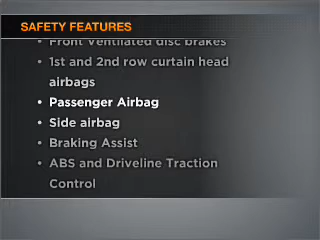 SAFETY FEATURES
• Front Ventilated disc brakes
• 1st and 2nd row curtain head
airbags
• Passenger Airbag
• Side airbag
• Braking Assist
• ABS and Driveline Traction
Control